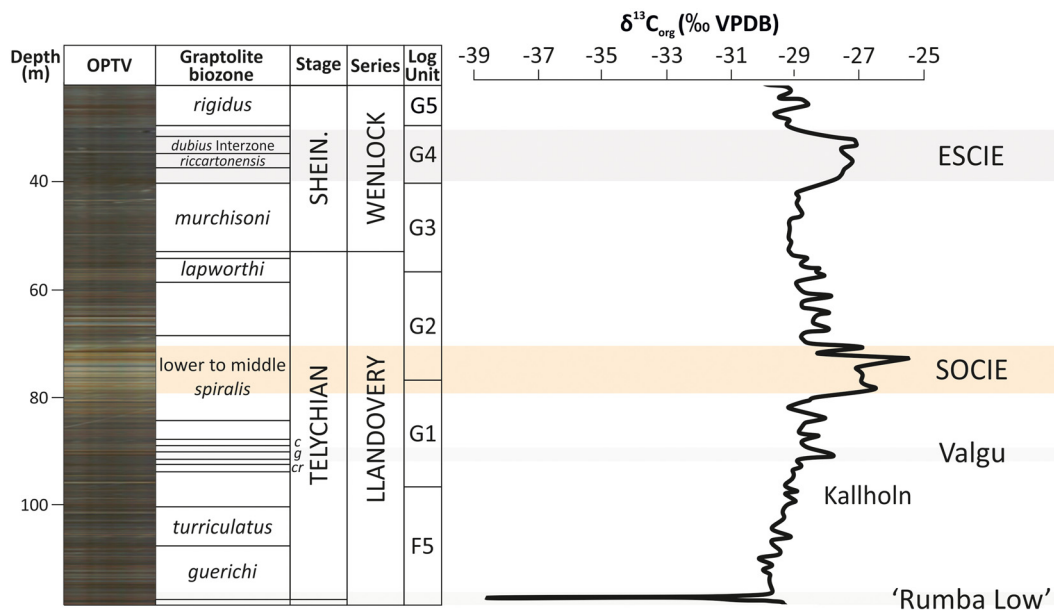 δ¹³Corg (‰ VPDB)
-39 -37 -35 -33 -31 -29 -27 -25
Depth (m)
OPTV
Graptolite biozone
Stage
Series
Log Unit
rigidus
dubius Interzone
riccartonensis
murchisoni
lapworthi
lower to middle
spiralis
c
g
cr
turriculatus
guerichi
40
60
80
100
SHEIN.
TELYCHIAN
WENLOCK
LLANDOVERY
G5
G4
G3
G2
G1
F5
ESCIE
SOCIE
Valgu
Kallholn
‘Rumba Low’